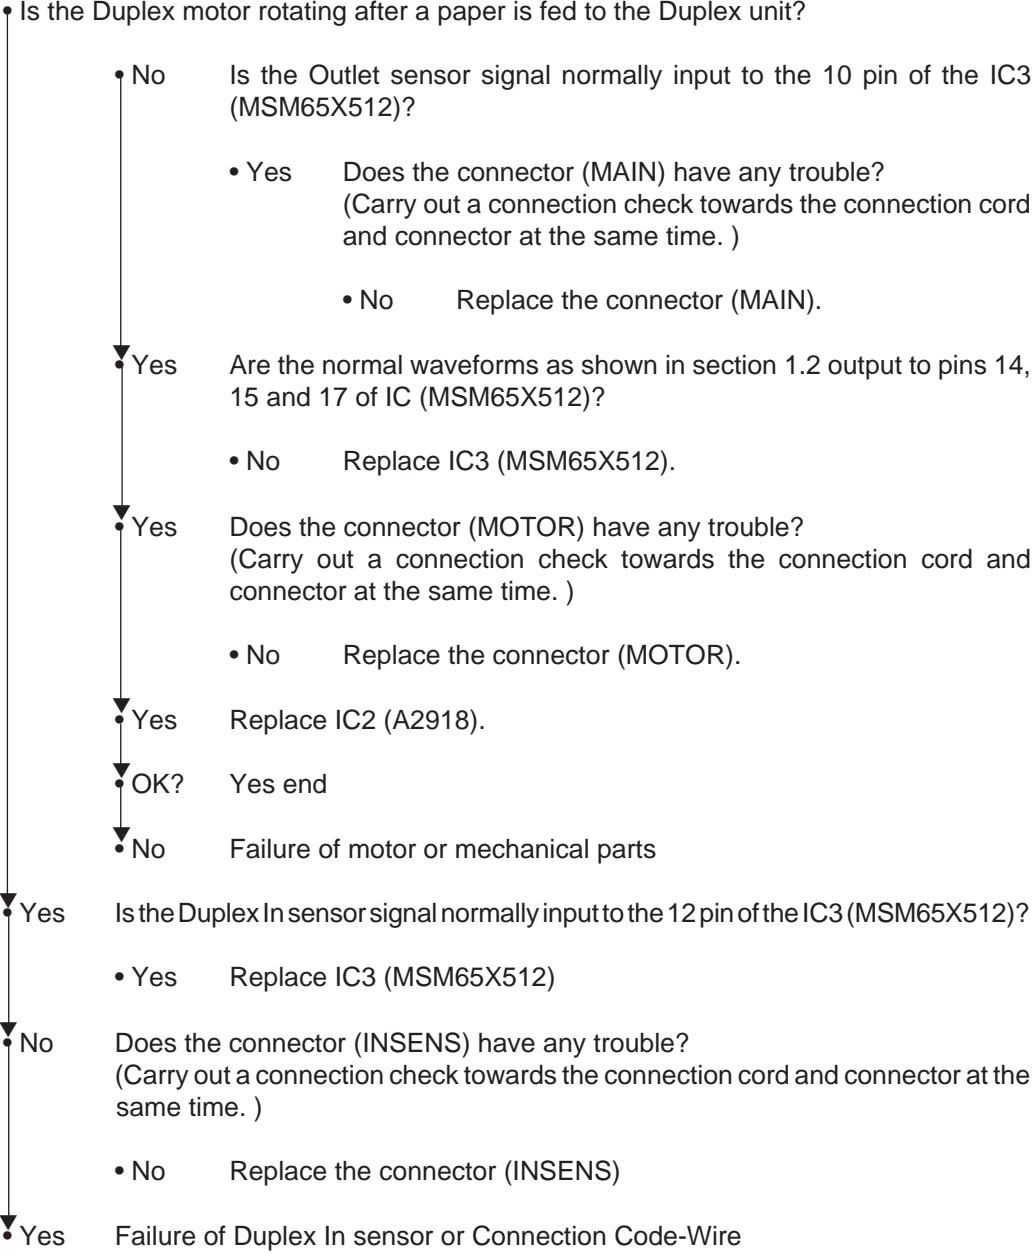 • Is the Duplex motor rotating after a paper is fed to the Duplex unit?
• No Is the Outlet sensor signal normally input to the 10 pin of the IC3
(MSM65X512)?
• Yes Does the connector (MAIN) have any trouble?
(Carry out a connection check towards the connection cord
and connector at the same time. )
• No Replace the connector (MAIN).
• Yes Are the normal waveforms as shown in section 1.2 output to pins 14,
15 and 17 of IC (MSM65X512)?
• No Replace IC3 (MSM65X512).
• Yes Does the connector (MOTOR) have any trouble?
(Carry out a connection check towards the connection cord and
connector at the same time. )
• No Replace the connector (MOTOR).
• Yes Replace IC2 (A2918).
• OK? Yes end
• No Failure of motor or mechanical parts
• Yes Is the Duplex In sensor signal normally input to the 12 pin of the IC3 (MSM65X512)?
• Yes Replace IC3 (MSM65X512)
• No Does the connector (INSENS) have any trouble?
(Carry out a connection check towards the connection cord and connector at the
same time. )
• No Replace the connector (INSENS)
• Yes Failure of Duplex In sensor or Connection Code-Wire